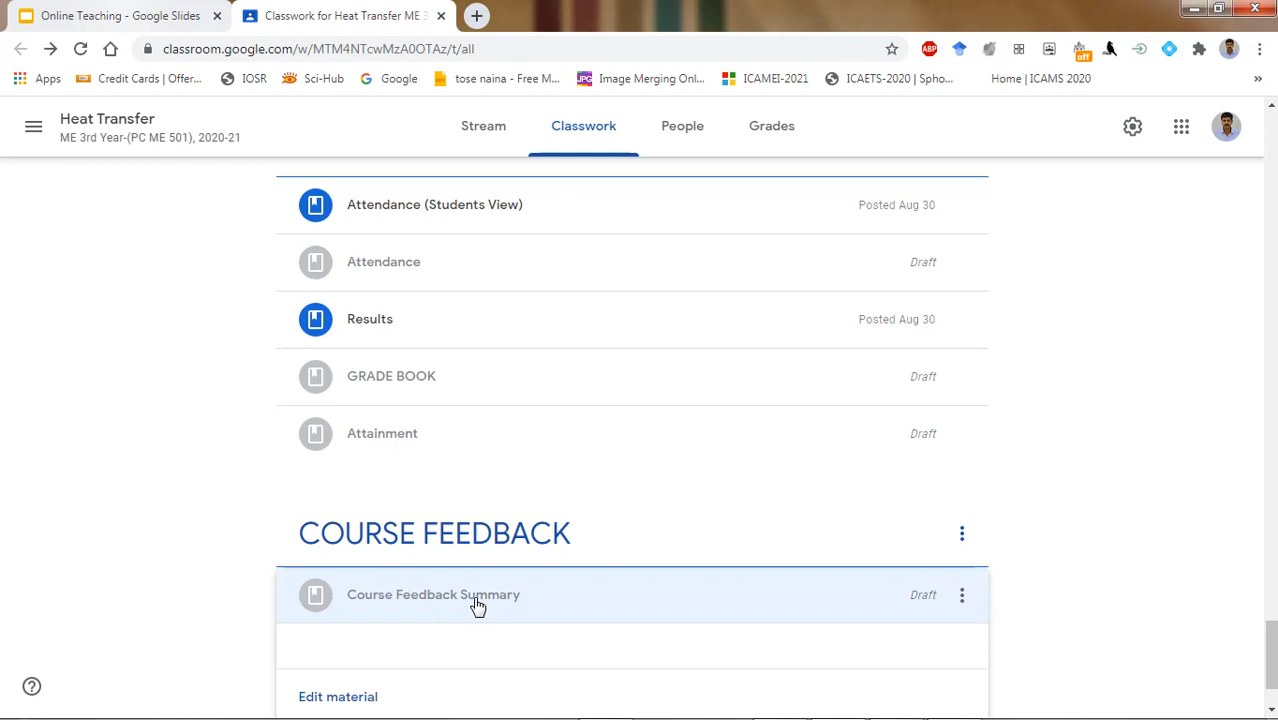 Online Teaching - Google Slides
Classwork for Heat Transfer ME 3
classroom.google.com/w/MTM4NTcwMzA0OTAz/t/all
ABP
off
Apps
Credit Cards | Offer...
IOSR
Sci-Hub
Google
tose naina - Free M...
JPG
Image Merging Onl...
ICAMEI-2021
ICAETS-2020 | Spho...
Home | ICAMS 2020
Heat Transfer
ME 3rd Year-(PC ME 501), 2020-21
Stream
Classwork
People
Grades
Attendance (Students View)
Posted Aug 30
Attendance
Draft
Results
Posted Aug 30
GRADE BOOK
Draft
Attainment
Draft
COURSE FEEDBACK
Course Feedback Summary
Draft
Edit material